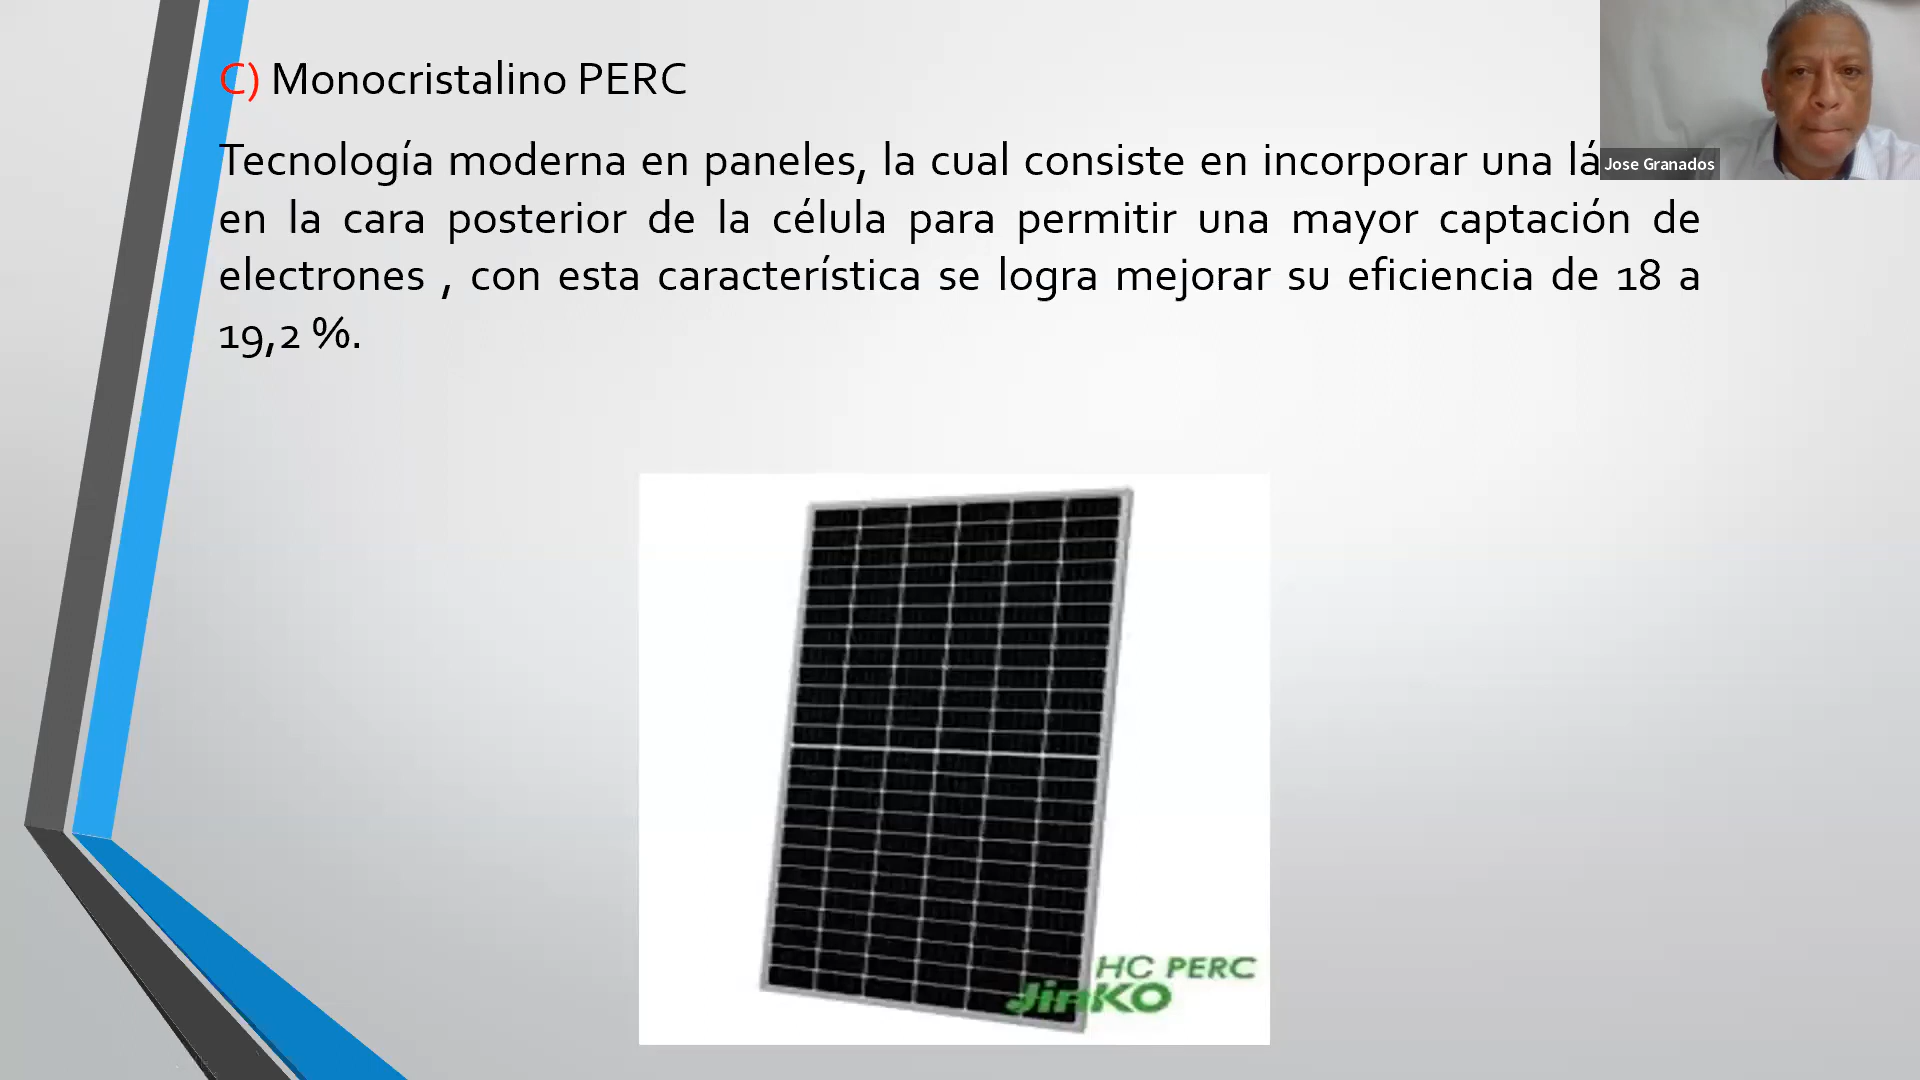 C) Monocristalino PERC
Tecnología moderna en paneles, la cual consiste en incorporar una
en la cara posterior de la célula para permitir una mayor captación de
electrones , con esta característica se logra mejorar su eficiencia de 18 a
19,2 %.
Jose Granados
HC PERC
JinKO